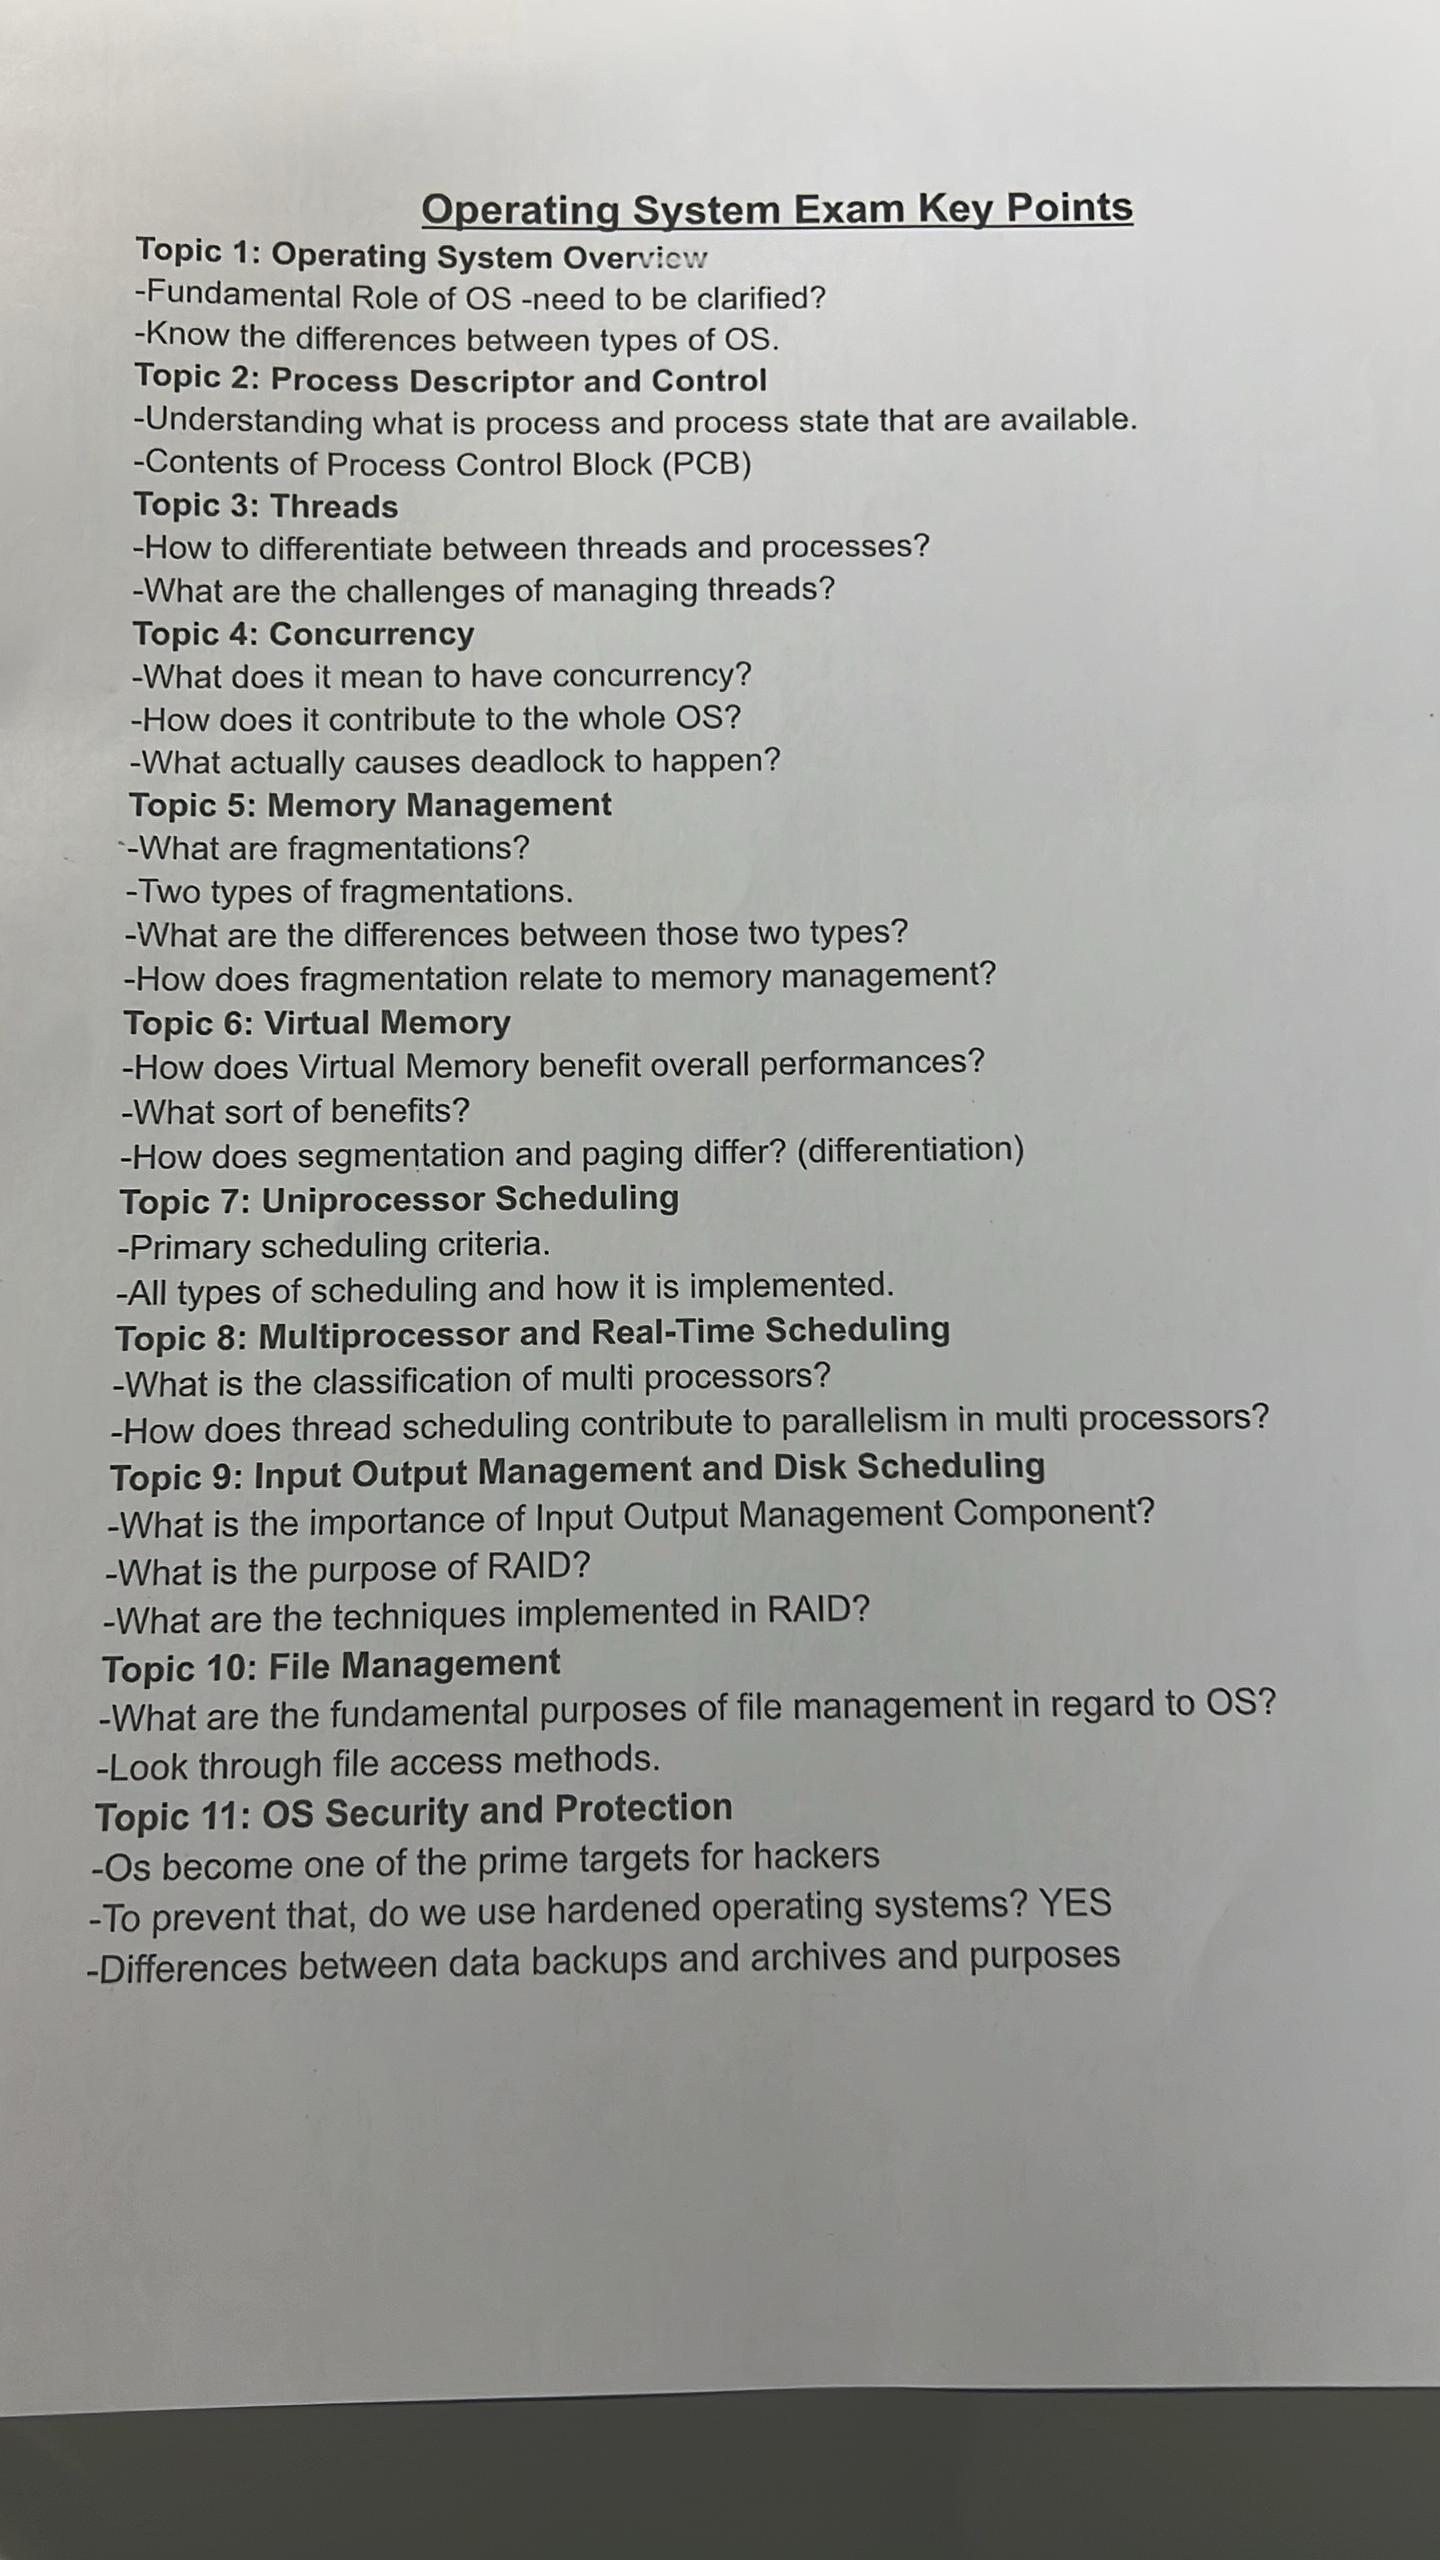 Operating System Exam Key Points
Topic 1: Operating System Overview
-Fundamental Role of OS -need to be clarified?
-Know the differences between types of OS.
Topic 2: Process Descriptor and Control
-Understanding what is process and process state that are available.
-Contents of Process Control Block (PCB)
Topic 3: Threads
-How to differentiate between threads and processes?
-What are the challenges of managing threads?
Topic 4: Concurrency
-What does it mean to have concurrency?
-How does it contribute to the whole OS?
-What actually causes deadlock to happen?
Topic 5: Memory Management
-What are fragmentations?
-Two types of fragmentations.
-What are the differences between those two types?
-How does fragmentation relate to memory management?
Topic 6: Virtual Memory
-How does Virtual Memory benefit overall performances?
-What sort of benefits?
-How does segmentation and paging differ? (differentiation)
Topic 7: Uniprocessor Scheduling
-Primary scheduling criteria.
-All types of scheduling and how it is implemented.
Topic 8: Multiprocessor and Real-Time Scheduling
-What is the classification of multi processors?
-How does thread scheduling contribute to parallelism in multi processors?
Topic 9: Input Output Management and Disk Scheduling
-What is the importance of Input Output Management Component?
-What is the purpose of RAID?
-What are the techniques implemented in RAID?
Topic 10: File Management
-What are the fundamental purposes of file management in regard to OS?
-Look through file access methods.
Topic 11: OS Security and Protection
-Os become one of the prime targets for hackers
-To prevent that, do we use hardened operating systems? YES
-Differences between data backups and archives and purposes